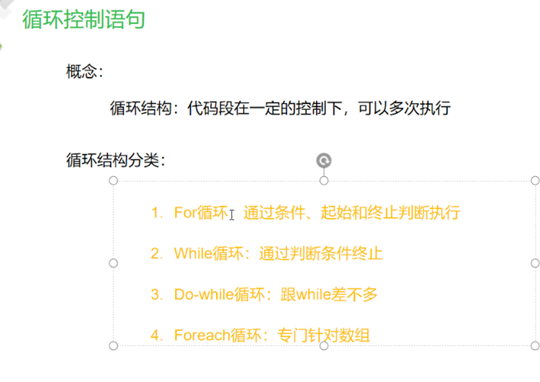 循环控制语句
概念：
循环结构：代码段在一定的控制下，可以多次执行
循环结构分类：
1. For循环：通过条件、起始和终止判断执行
2. While循环：通过判断条件终止
3. Do-while循环：跟while差不多
4. Foreach循环：专门针对数组